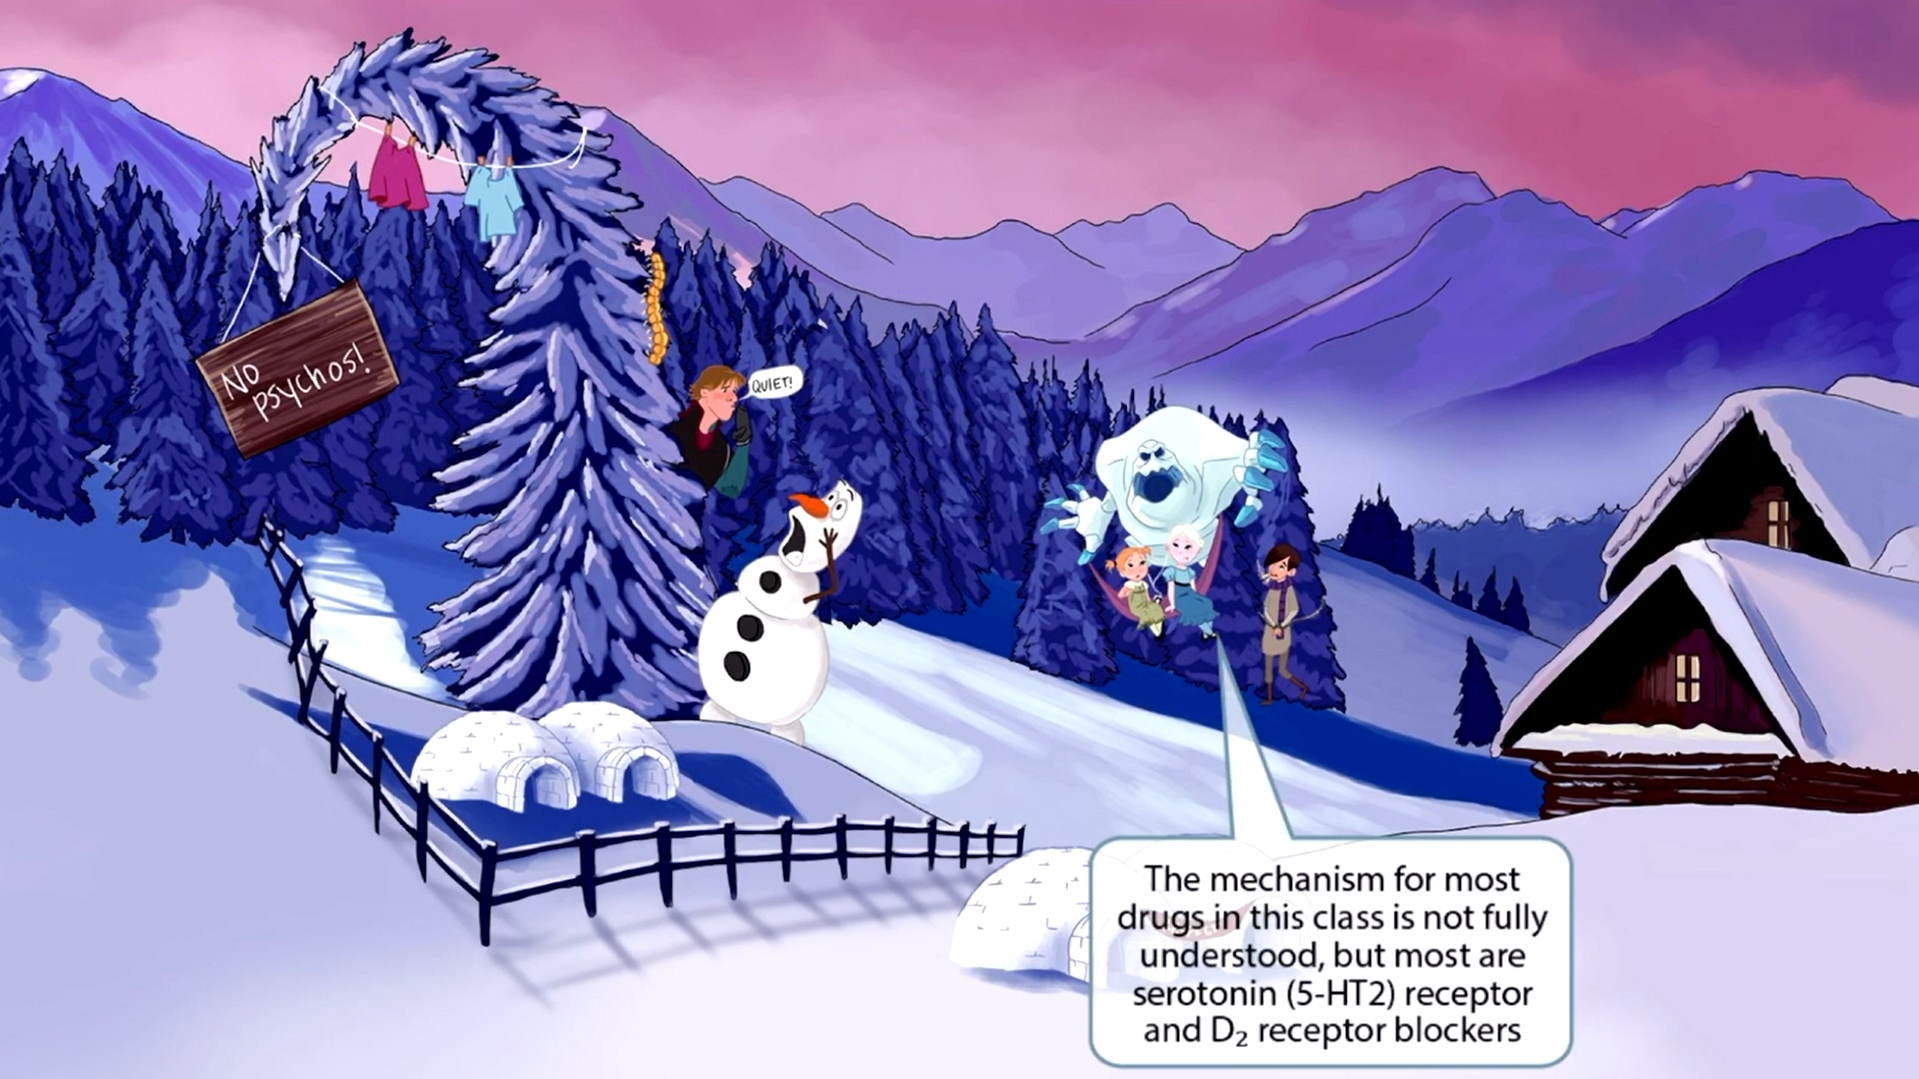 No
psychos!
QUIET!
The mechanism for most
drugs in this class is not fully
understood, but most are
serotonin (5-HT2) receptor
and D₂ receptor blockers